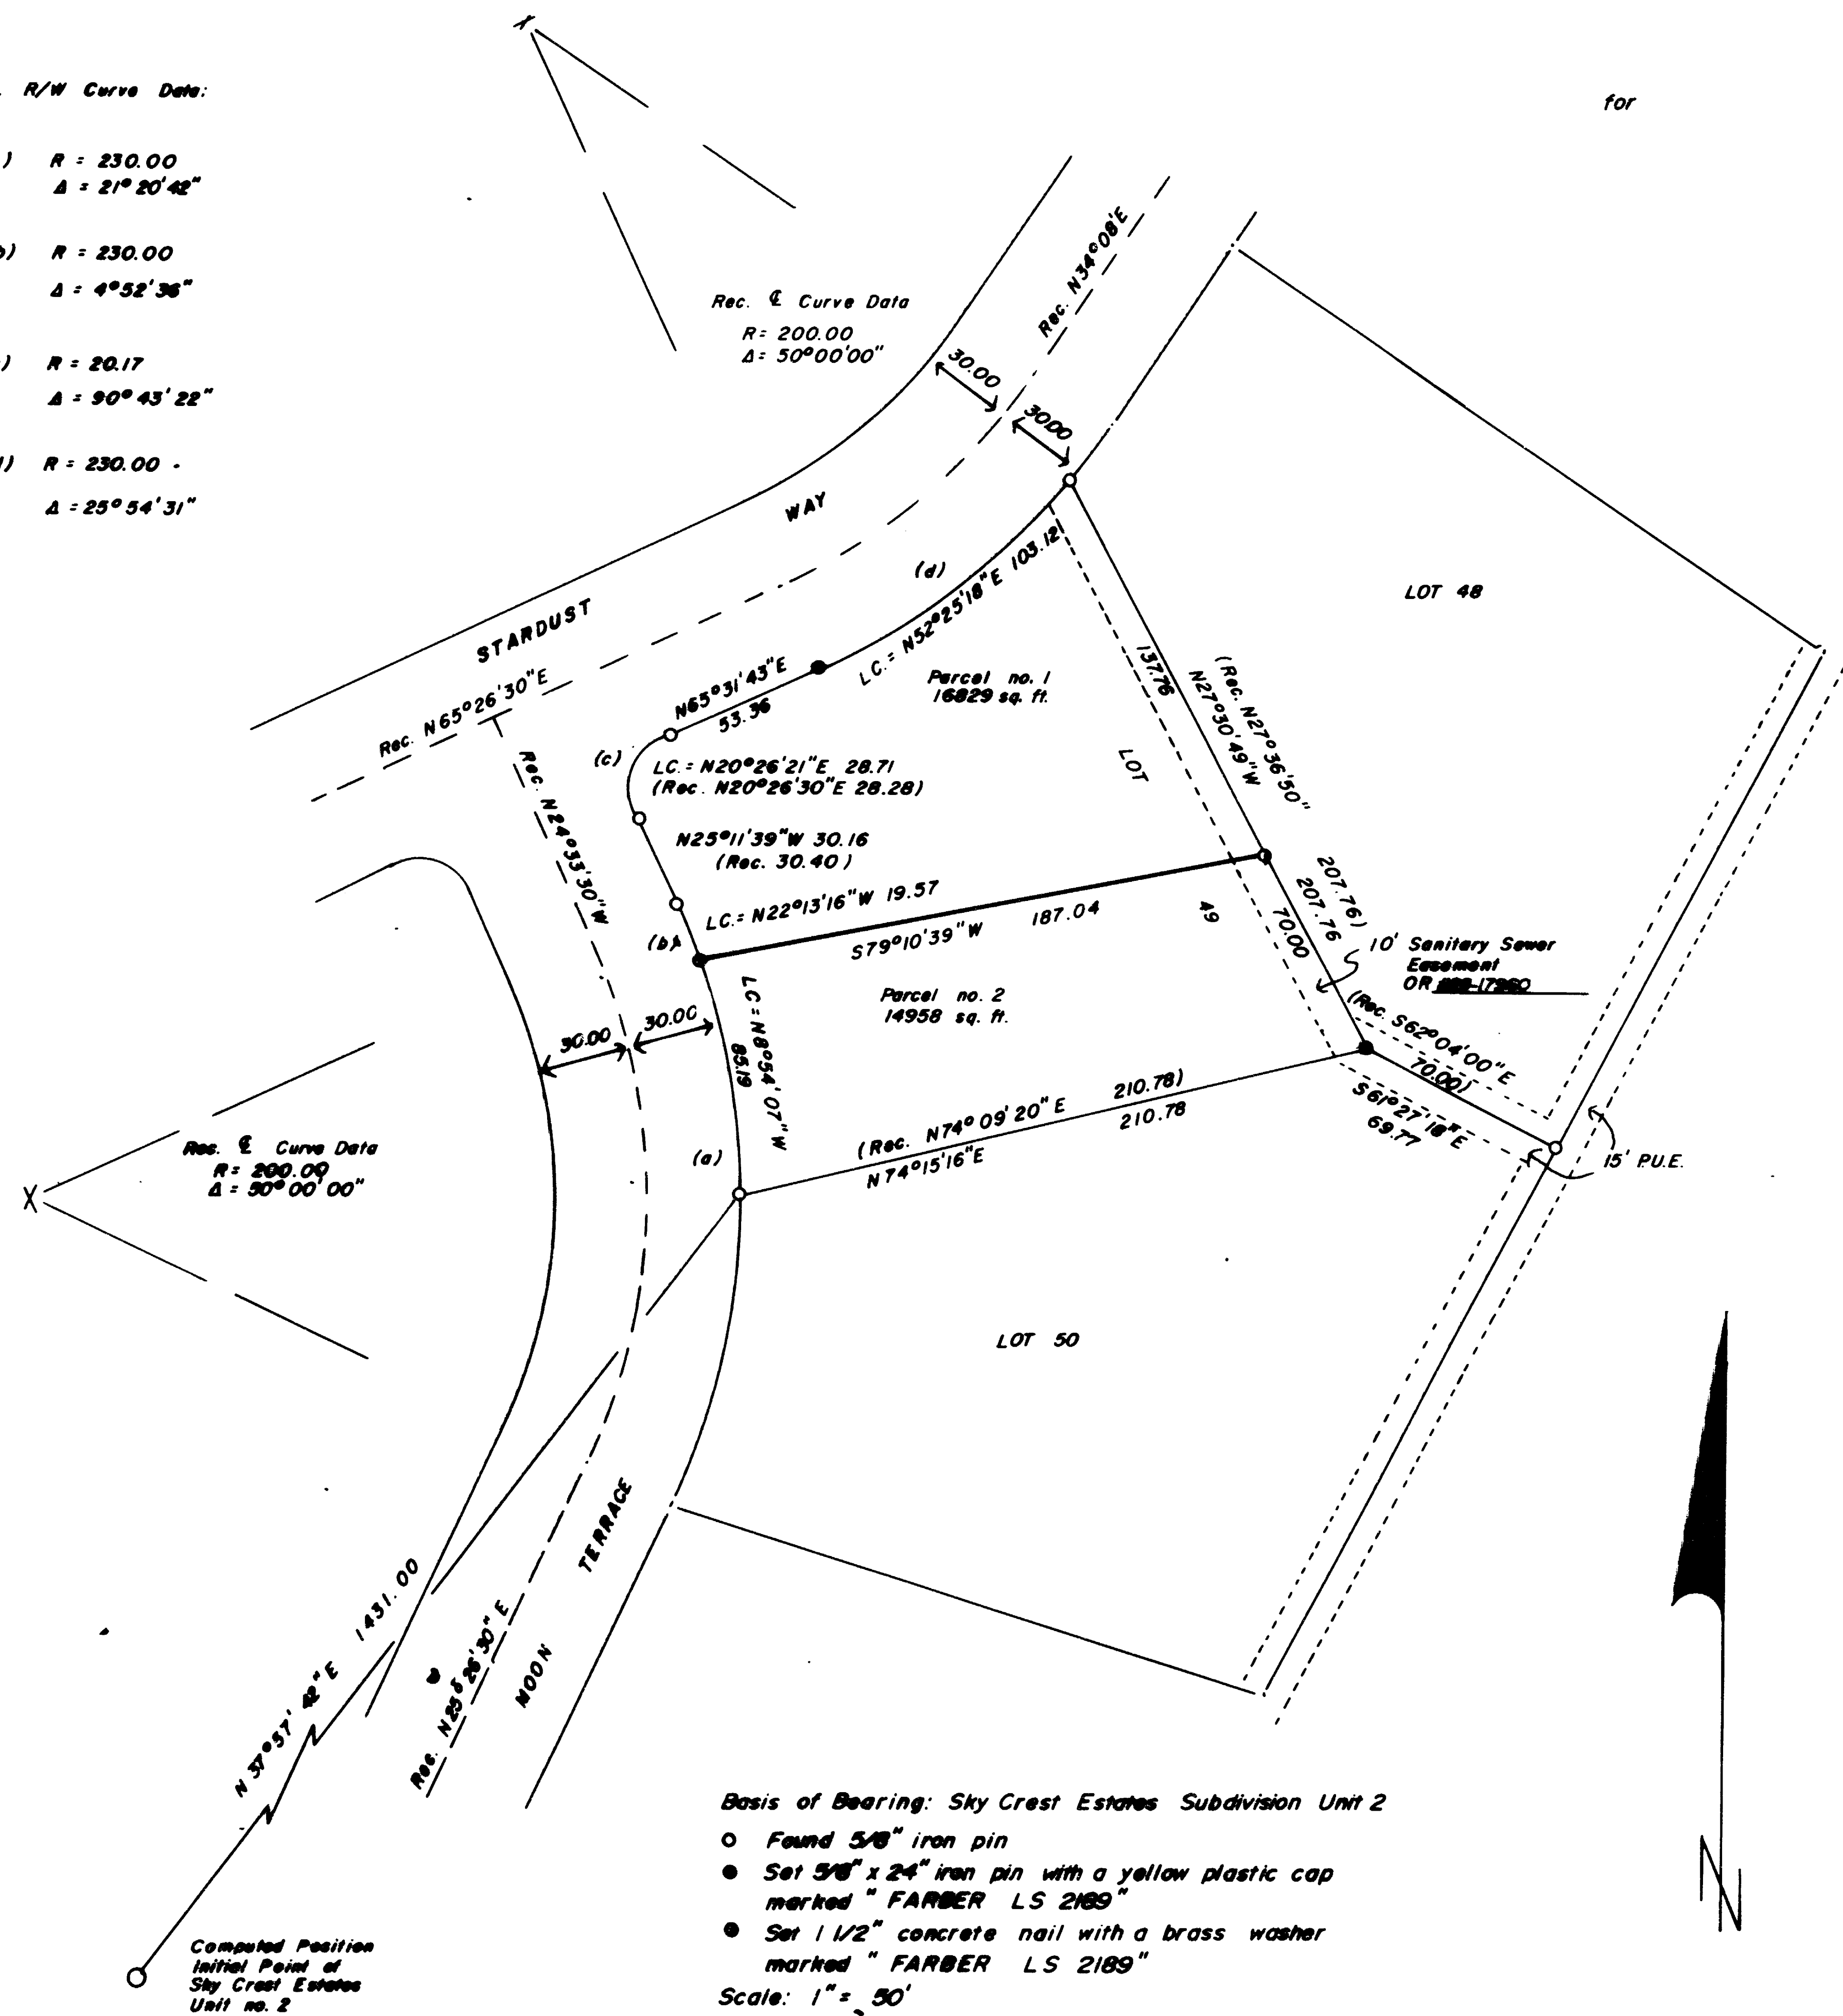 R/W Curve Data:
) R = 230.00
Δ = 21° 20' 42"
b) R = 230.00
Δ = 4° 52' 36"
) R = 20.17
Δ = 90° 43' 22"
) R = 230.00
Δ = 25° 54' 31"
for
Rec. ℄ Curve Data
R = 200.00
Δ = 50°00'00"
Rec. N34°08'E
30.00
30.00
STARDUST WAY
Rec. N65°26'30"E
(d)
LC. = N52°25'18"E 103.12
N65°31'43"E
53.36
Parcel no. 1
16829 sq. ft.
LOT 48
(c)
LC. = N20°26'21"E 28.71
(Rec. N20°26'30"E 28.28)
N25°11'39"W 30.16
(Rec. 30.40)
Rec. N24°33'30"W
LC. = N22°13'16"W 19.57
(b)
S79°10'39"W 187.04
LOT 49
137.76
(Rec. N27°36'50"
N27°30'49"W
207.76)
207.76
70.00
10' Sanitary Sewer
Easement
OR
Parcel no. 2
14958 sq. ft.
LC = N8°54'07"W
85.19
30.00
30.00
(Rec. S62°04'00"E
70.00)
S61°27'18"E
69.77
15' P.U.E.
(Rec. N74°09'20"E 210.78)
N74°15'16"E 210.78
(a)
Rec. ℄ Curve Data
R = 200.00
Δ = 50°00'00"
LOT 50
MOON TERRACE
Rec. N25°26'30"E
N 37°57'42"E 1431.00
Computed Position
Initial Point of
Sky Crest Estates
Unit no. 2
Basis of Bearing: Sky Crest Estates Subdivision Unit 2
Found 5/8" iron pin
Set 5/8" x 24" iron pin with a yellow plastic cap
marked "FARBER LS 2189"
Set 1 1/2" concrete nail with a brass washer
marked "FARBER LS 2189"
Scale: 1" = 50'
N